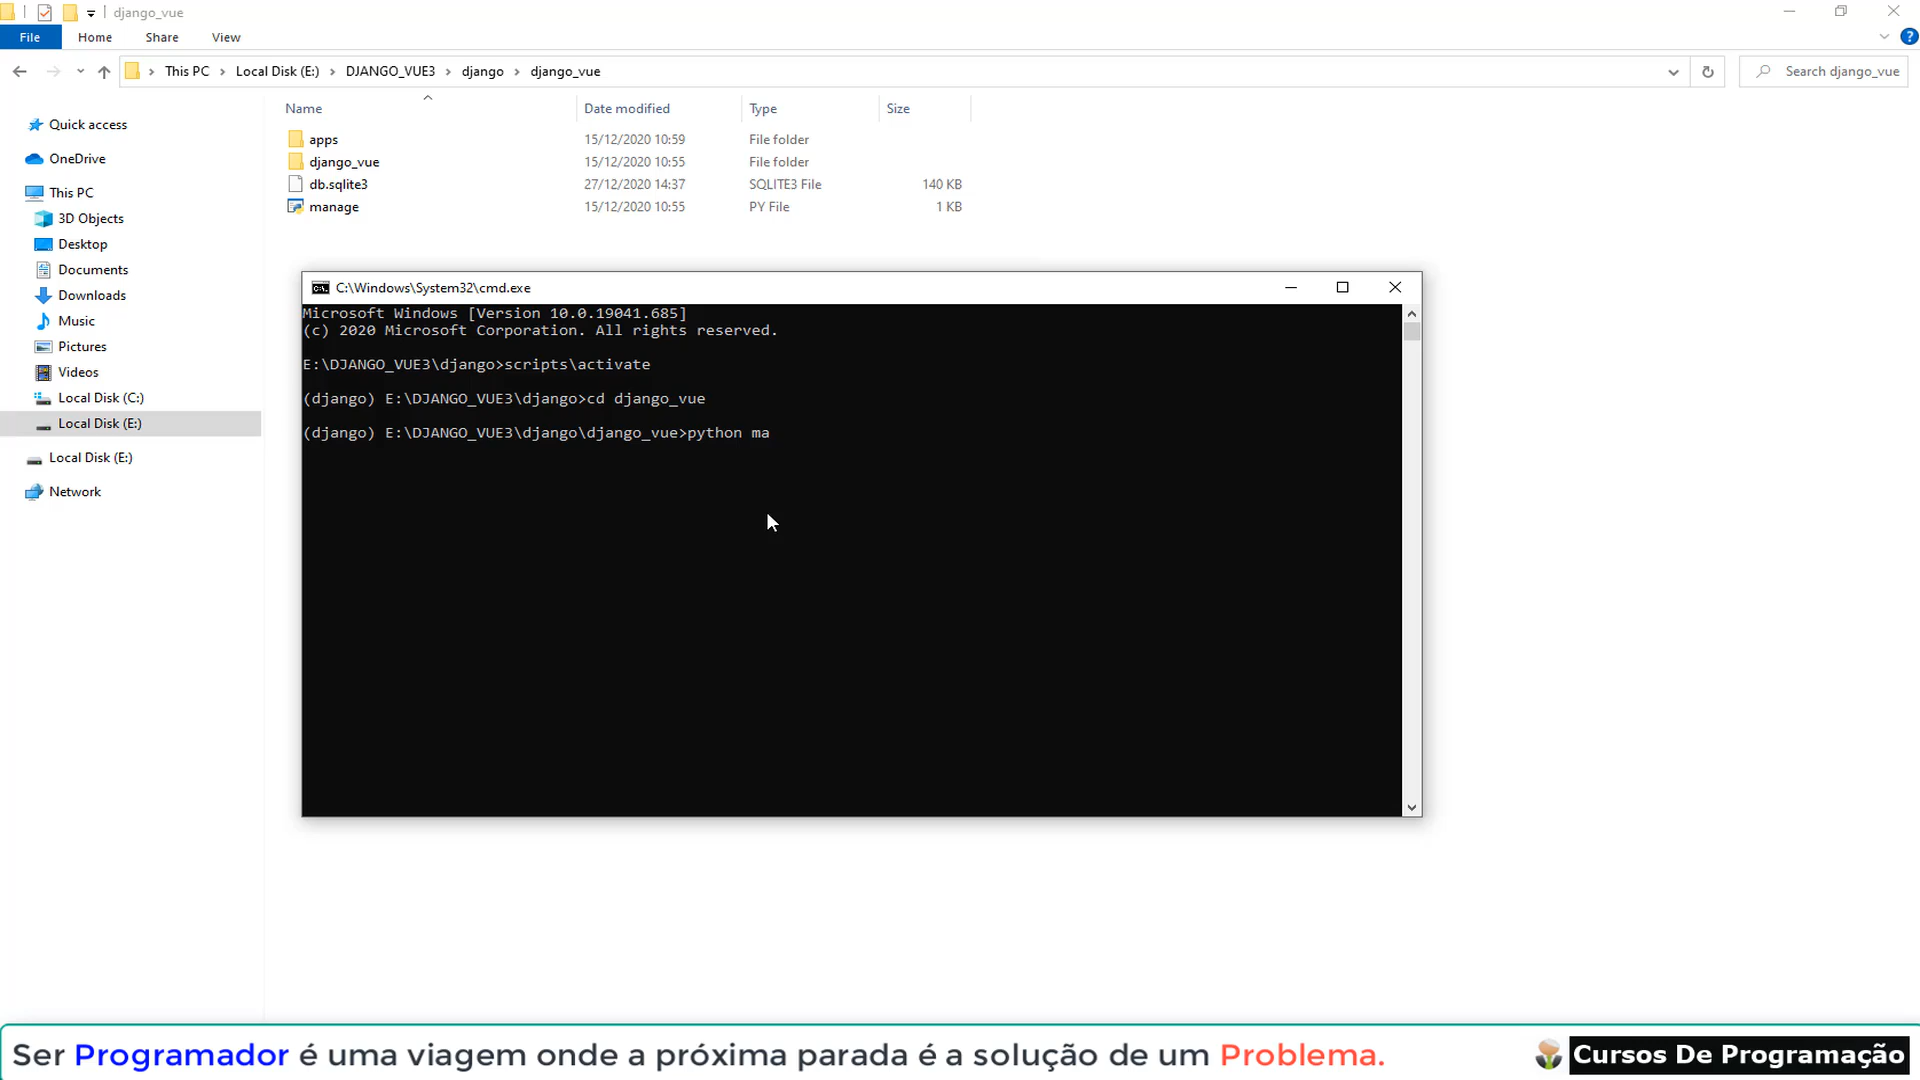 django_vue
File Home Share View
This PC Local Disk (E:) DJANGO_VUE3 django django_vue
Search django_vue
Name Date modified Type Size
apps 15/12/2020 10:59 File folder
django_vue 15/12/2020 10:55 File folder
db.sqlite3 27/12/2020 14:37 SQLITE3 File 140 KB
manage 15/12/2020 10:55 PY File 1 KB
Quick access
OneDrive
This PC
3D Objects
Desktop
Documents
Downloads
Music
Pictures
Videos
Local Disk (C:)
Local Disk (E:)
Local Disk (E:)
Network
C:\Windows\System32\cmd.exe
Microsoft Windows [Version 10.0.19041.685]
(c) 2020 Microsoft Corporation. All rights reserved.
E:\DJANGO_VUE3\django>scripts\activate
(django) E:\DJANGO_VUE3\django>cd django_vue
(django) E:\DJANGO_VUE3\django\django_vue>python ma
Ser Programador é uma viagem onde a próxima parada é a solução de um Problema.
Cursos De Programação